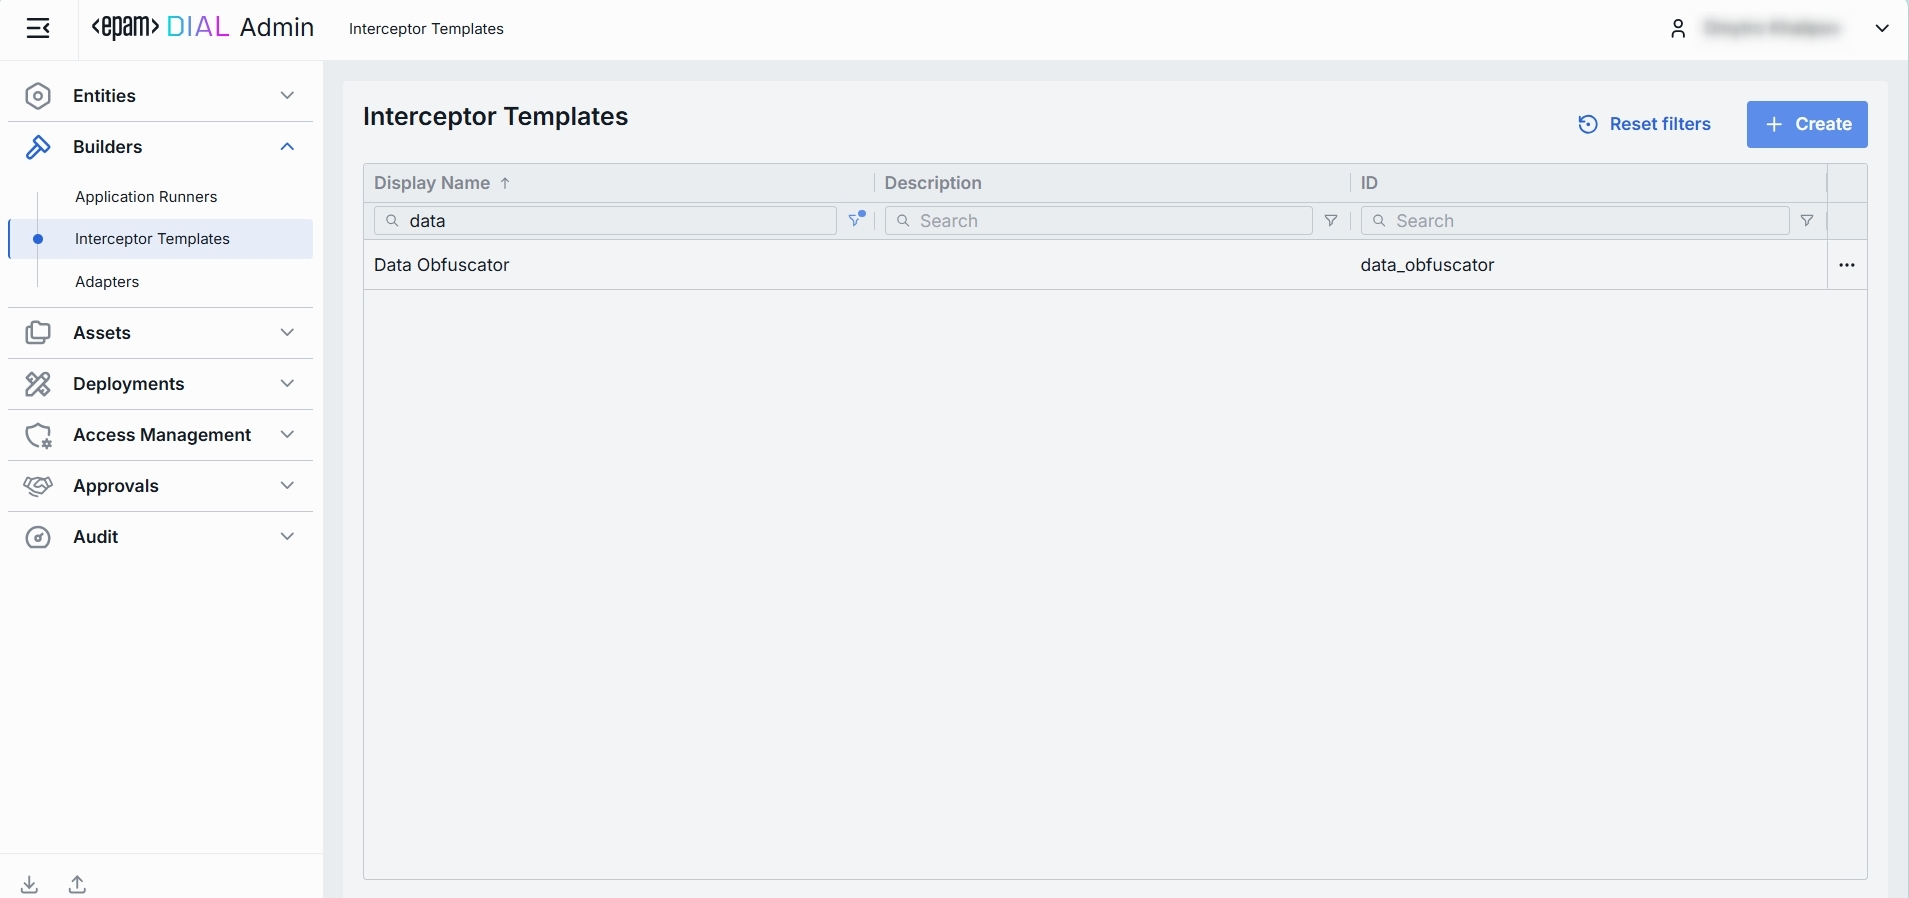 <epam> DIAL Admin
Interceptor Templates
Entities
Builders
Application Runners
Interceptor Templates
Adapters
Assets
Deployments
Access Management
Approvals
Audit
Interceptor Templates
Reset filters
+ Create
Display Name ↑ Description ID
data Search Search
Data Obfuscator data_obfuscator